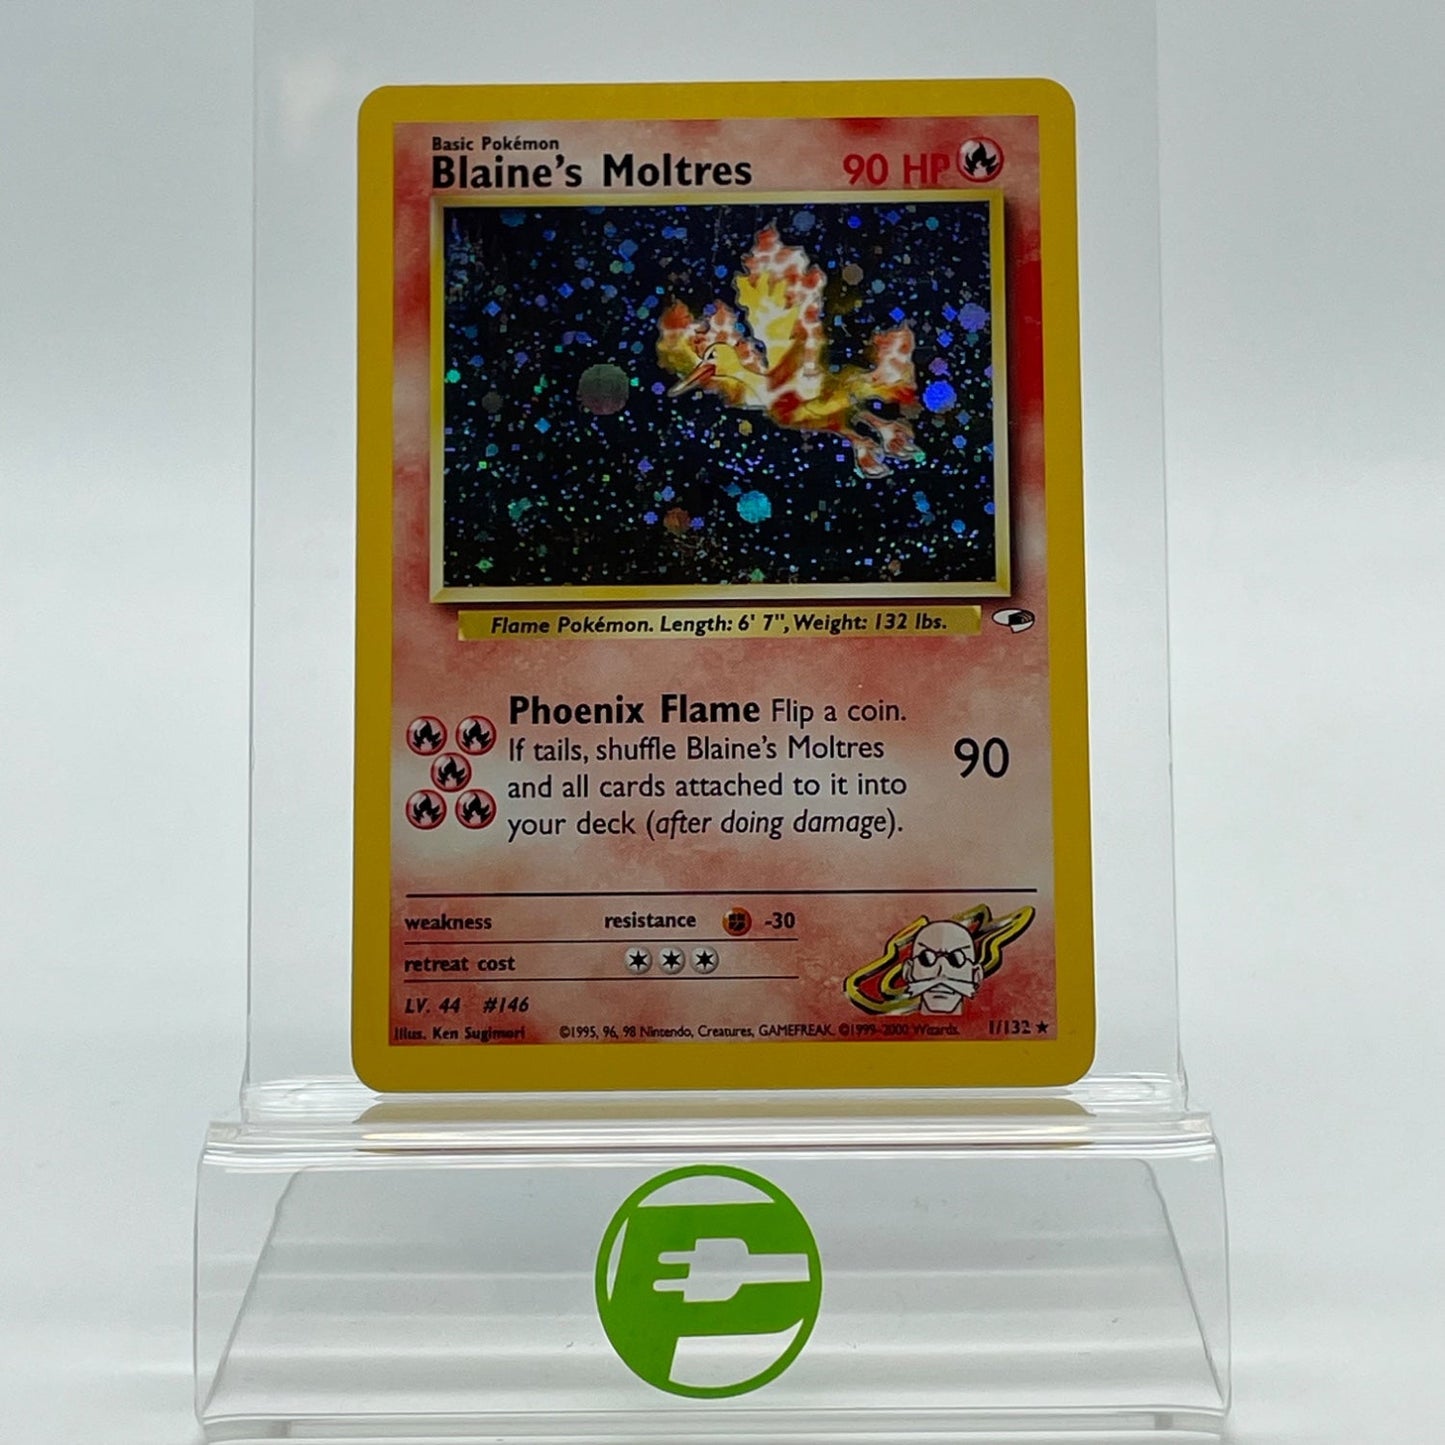 Basic Pokémon
Blaine's Moltres 90 HP
Flame Pokémon. Length: 6' 7", Weight: 132 lbs.
Phoenix Flame Flip a coin.
If tails, shuffle Blaine's Moltres
and all cards attached to it into
your deck (after doing damage).
90
weakness resistance -30
retreat cost
LV. 44 #146
Illus. Ken Sugimori ©1995, 96, 98 Nintendo, Creatures, GAMEFREAK. ©1999-2000 Wizards. 1/132 ★